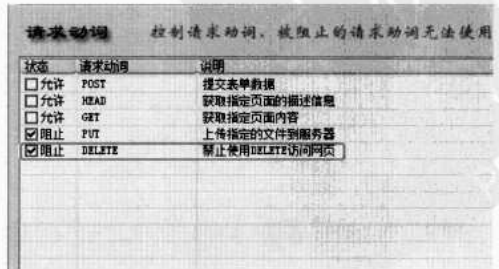 请求动词 控制请求动词，被阻止的请求动词无法使用
状态 请求动词 说明
允许 POST 提交表单数据
允许 HEAD 获取指定页面的描述信息
允许 GET 获取指定页面内容
阻止 PUT 上传指定的文件到服务器
阻止 DELETE 禁止使用DELETE访问网页